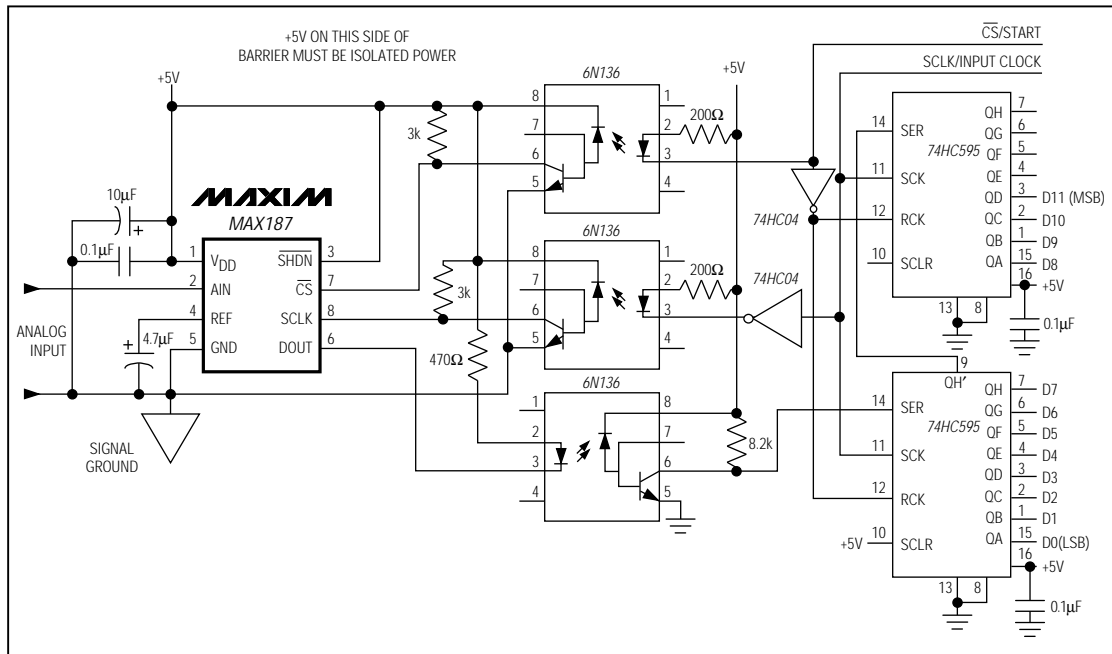 +5V ON THIS SIDE OF
BARRIER MUST BE ISOLATED POWER
+5V
3k
10µF
+
0.1µF
MAXIM
MAX187
1 VDD
2 AIN
4 REF
5 GND
SHDN 3
CS 7
SCLK 8
DOUT 6
ANALOG
INPUT
4.7µF
+
SIGNAL
GROUND
3k
470Ω
6N136
8
7
6
5
1
2
3
4
200Ω
+5V
6N136
8
7
6
5
1
2
3
4
200Ω
6N136
1
2
3
4
8
7
6
5
8.2k
74HC04
74HC04
CS/START
SCLK/INPUT CLOCK
74HC595
14 SER
11 SCK
12 RCK
10 SCLR
QH 7
QG 6
QF 5
QE 4
QD 3 D11 (MSB)
QC 2 D10
QB 1 D9
QA 15 D8
16 +5V
13 8
0.1µF
9
QH'
74HC595
14 SER
11 SCK
12 RCK
+5V 10 SCLR
QH 7 D7
QG 6 D6
QF 5 D5
QE 4 D4
QD 3 D3
QC 2 D2
QB 1 D1
QA 15 D0(LSB)
16 +5V
13 8
0.1µF